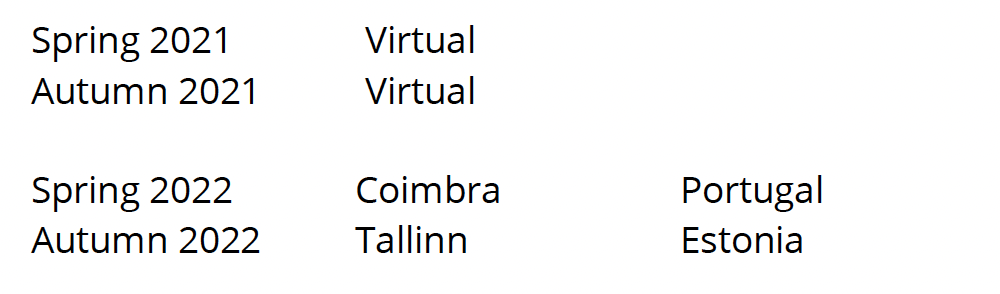 Spring 2021 Virtual
Autumn 2021 Virtual
Spring 2022 Coimbra Portugal
Autumn 2022 Tallinn Estonia